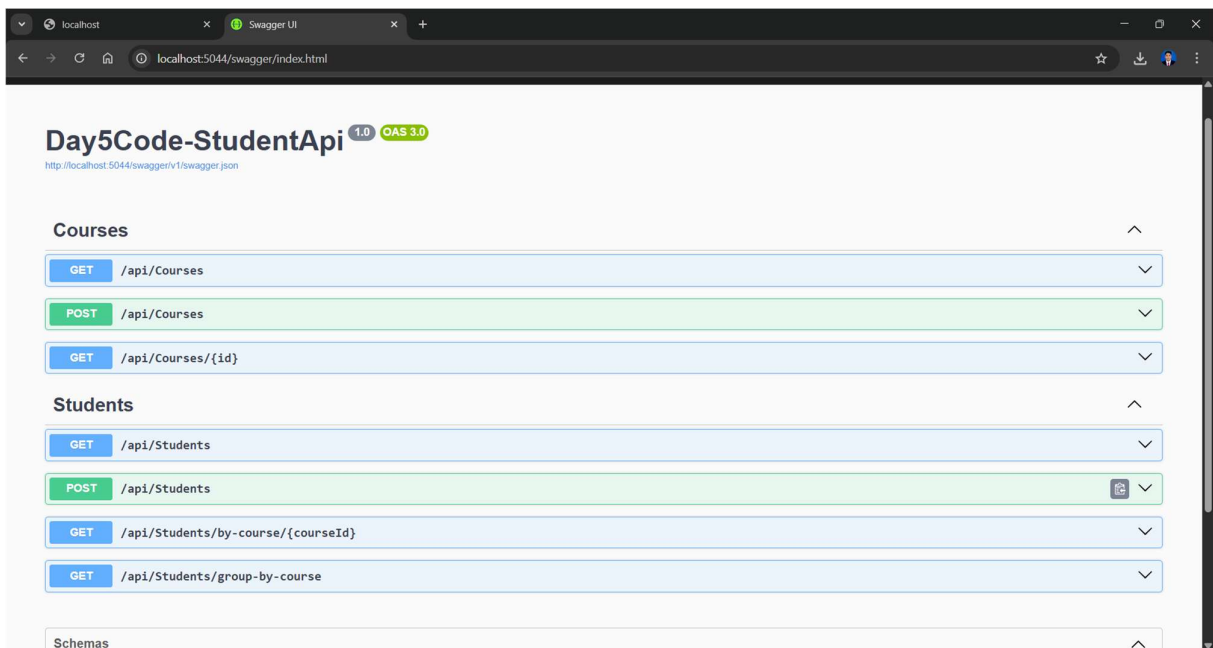 localhost
Swagger UI
localhost:5044/swagger/index.html
Day5Code-StudentApi 1.0 OAS 3.0
http://localhost:5044/swagger/v1/swagger.json
Courses
GET /api/Courses
POST /api/Courses
GET /api/Courses/{id}
Students
GET /api/Students
POST /api/Students
GET /api/Students/by-course/{courseId}
GET /api/Students/group-by-course
Schemas